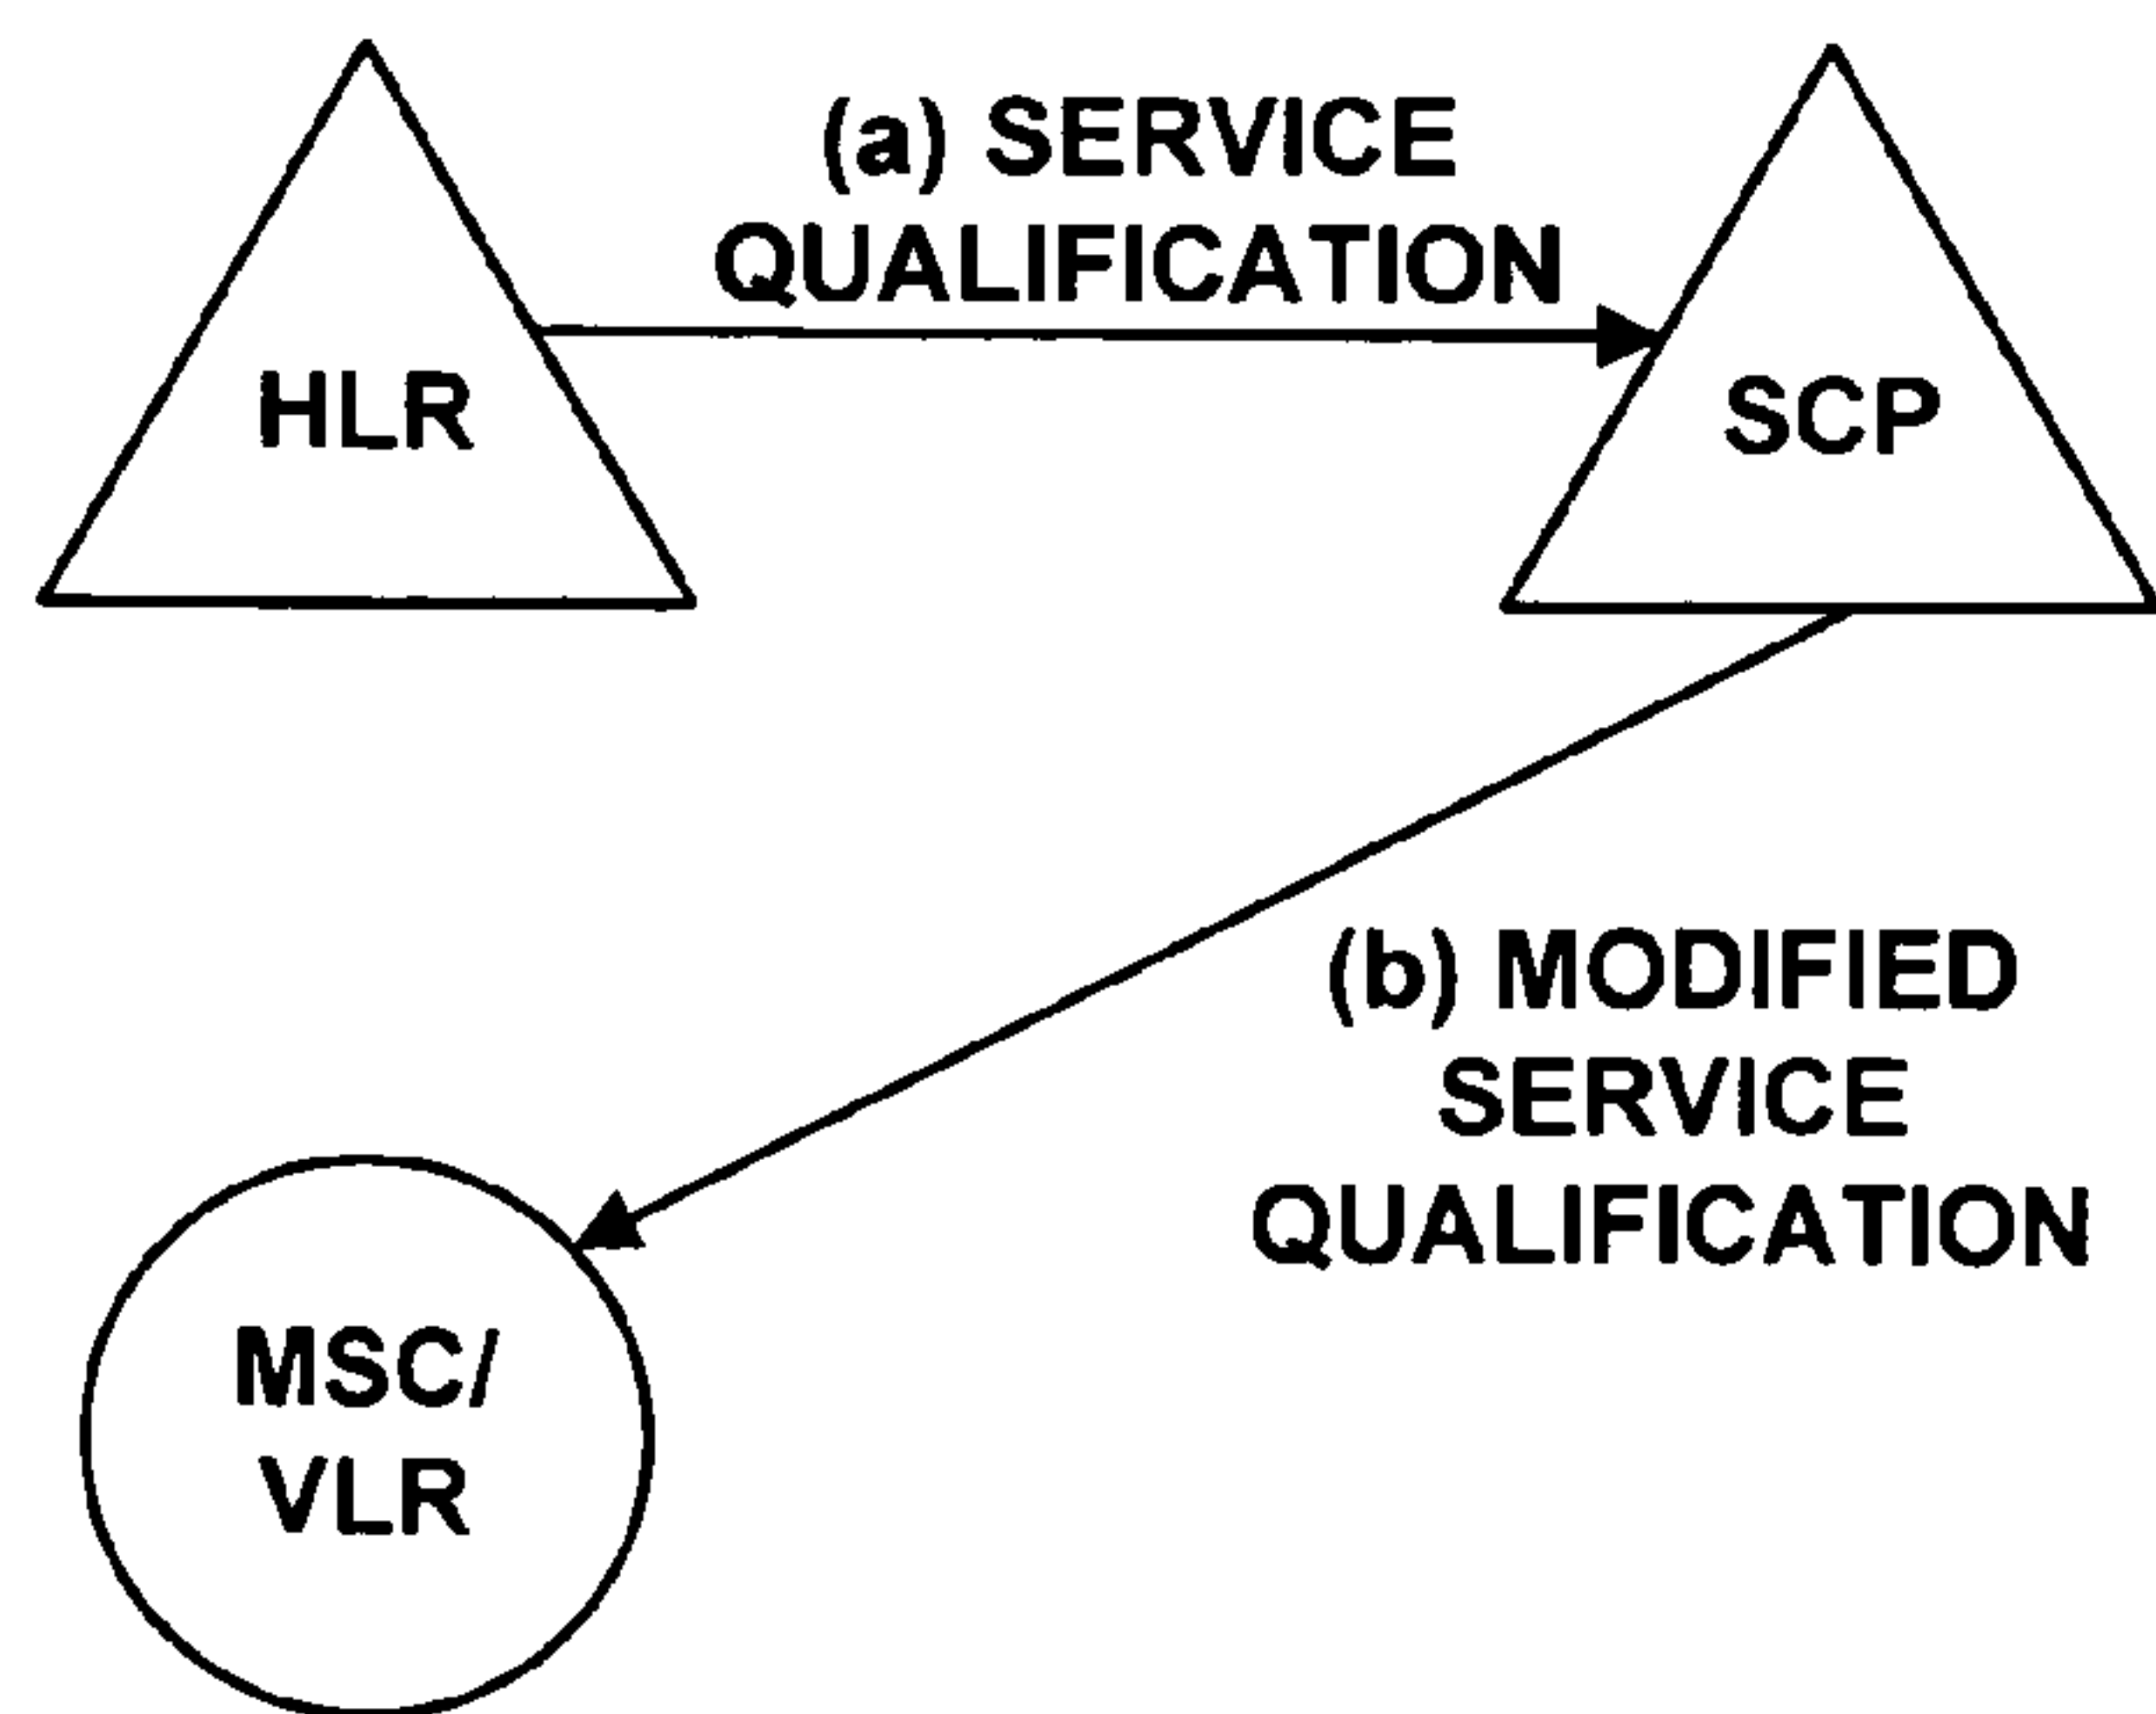 (a) SERVICE
QUALIFICATION
HLR
SCP
(b) MODIFIED
SERVICE
QUALIFICATION
MSC/
VLR